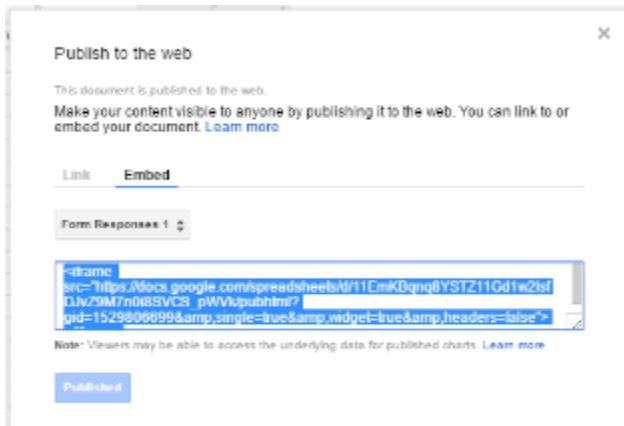 Publish to the web
This document is published to the web.
Make your content visible to anyone by publishing it to the web. You can link to or
embed your document. Learn more
Link Embed
Form Responses 1
<iframe
src="https://docs.google.com/spreadsheets/d/
pubhtml?
gid=1529806699&amp;single=true&amp;widget=true&amp;headers=false">
Note: Viewers may be able to access the underlying data for published charts. Learn more
Published